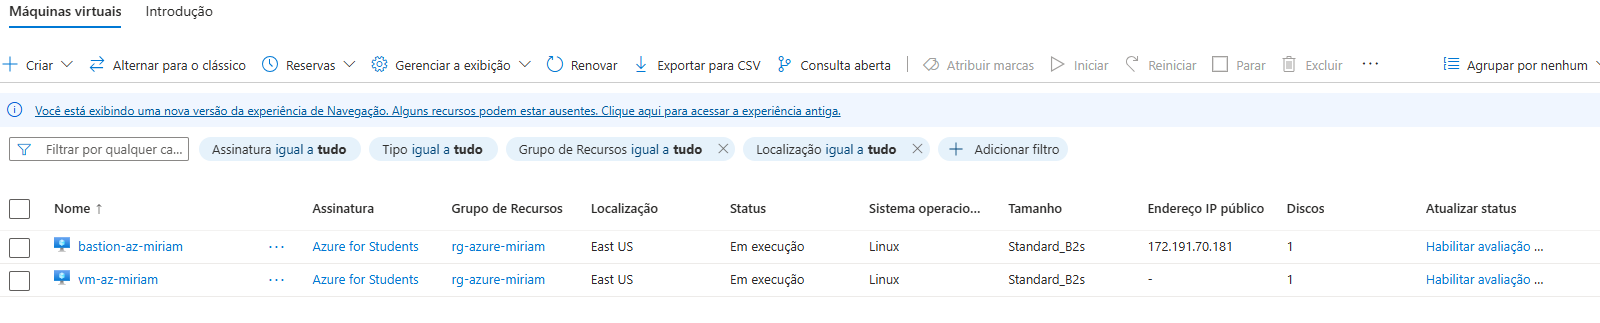 Máquinas virtuais Introdução
Criar Alternar para o clássico Reservas Gerenciar a exibição Renovar Exportar para CSV Consulta aberta Atribuir marcas Iniciar Reiniciar Parar Excluir ... Agrupar por nenhum
Você está exibindo uma nova versão da experiência de Navegação. Alguns recursos podem estar ausentes. Clique aqui para acessar a experiência antiga.
Filtrar por qualquer ca... Assinatura igual a tudo Tipo igual a tudo Grupo de Recursos igual a tudo Localização igual a tudo Adicionar filtro
Nome ↑ Assinatura Grupo de Recursos Localização Status Sistema operacio... Tamanho Endereço IP público Discos Atualizar status
bastion-az-miriam ... Azure for Students rg-azure-miriam East US Em execução Linux Standard_B2s 172.191.70.181 1 Habilitar avaliação ...
vm-az-miriam ... Azure for Students rg-azure-miriam East US Em execução Linux Standard_B2s - 1 Habilitar avaliação ...